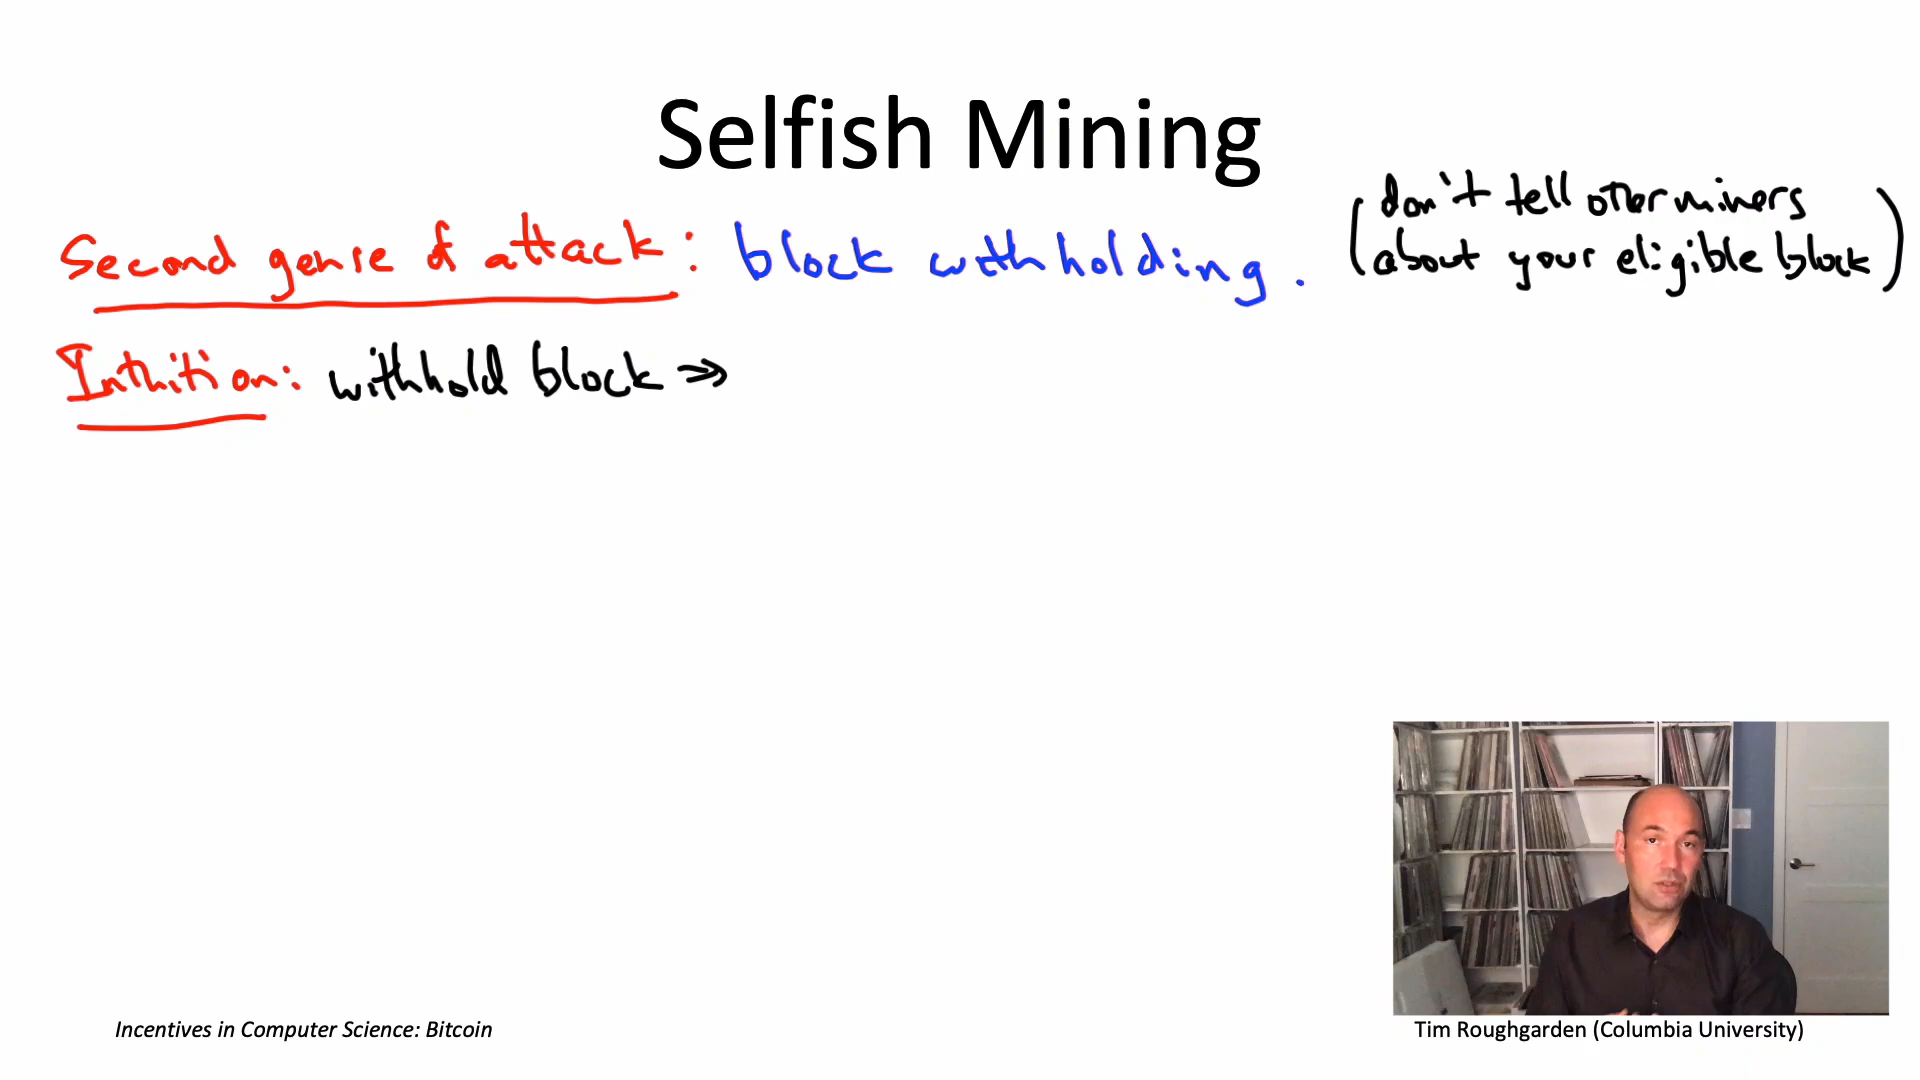 Selfish Mining
Second genre of attack: block withholding. (don't tell other miners
about your eligible block)
Intuition: withhold block ⇒
Incentives in Computer Science: Bitcoin
Tim Roughgarden (Columbia University)